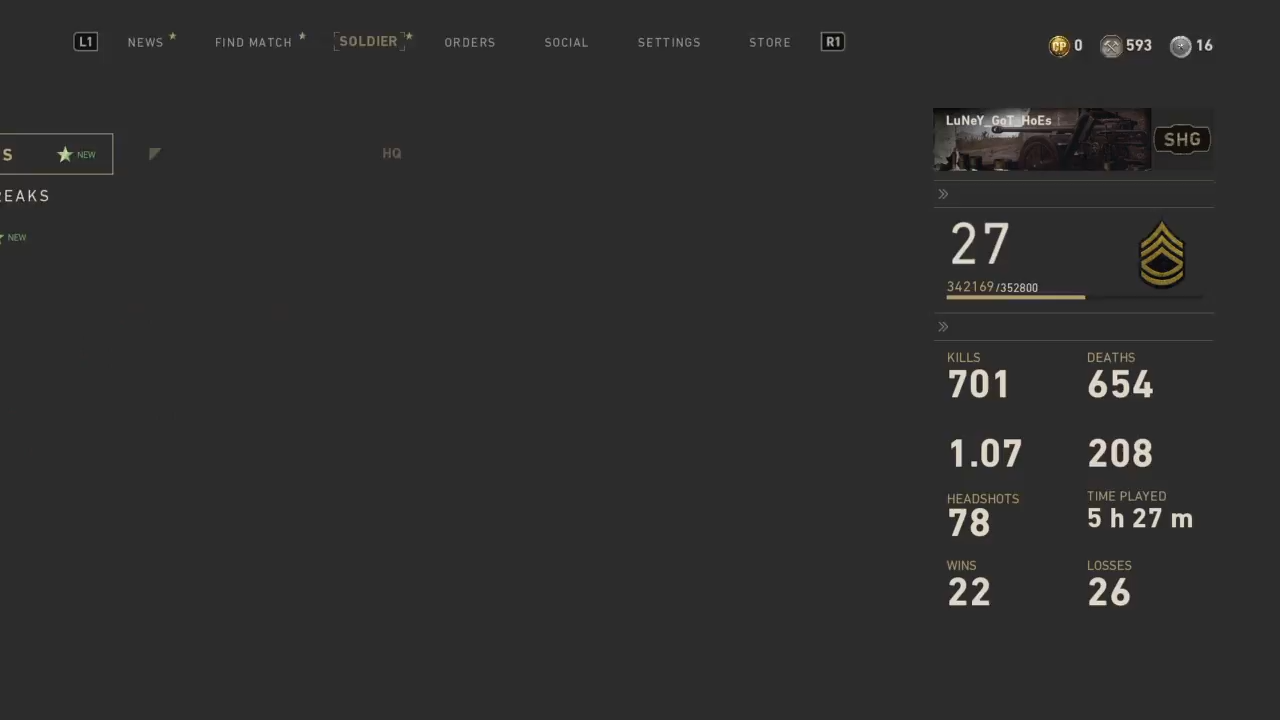 L1 NEWS FIND MATCH SOLDIER ORDERS SOCIAL SETTINGS STORE R1
CP 0 593 16
LuNeY_GoT_HoEs
SHG
S NEW
HQ
REAKS
NEW
27
342169/352800
KILLS DEATHS
701 654
1.07 208
HEADSHOTS TIME PLAYED
78 5 h 27 m
WINS LOSSES
22 26